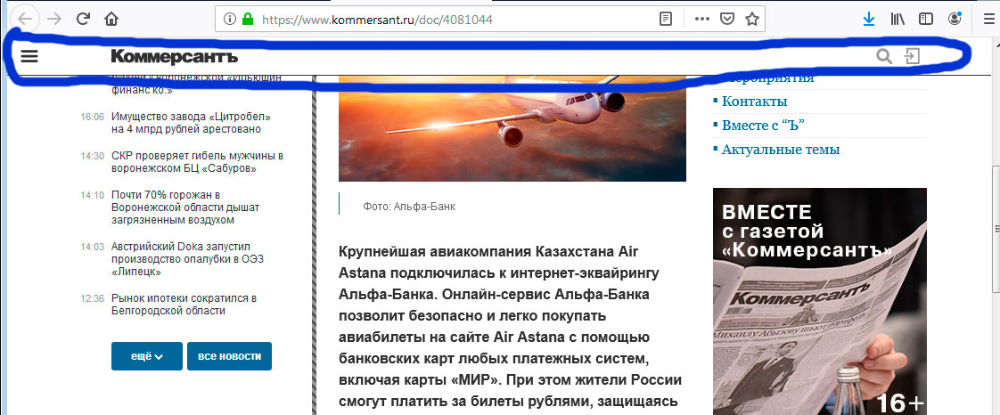 https://www.kommersant.ru/doc/4081044
Коммерсантъ
финанс ко.»
16:06 Имущество завода «Цитробел»
на 4 млрд рублей арестовано
14:30 СКР проверяет гибель мужчины в
воронежском БЦ «Сабуров»
14:10 Почти 70% горожан в
Воронежской области дышат
загрязненным воздухом
14:03 Австрийский Doka запустил
производство опалубки в ОЭЗ
«Липецк»
12:36 Рынок ипотеки сократился в
Белгородской области
ещё
все новости
Фото: Альфа-Банк
Крупнейшая авиакомпания Казахстана Air
Astana подключилась к интернет-эквайрингу
Альфа-Банка. Онлайн-сервис Альфа-Банка
позволит безопасно и легко покупать
авиабилеты на сайте Air Astana с помощью
банковских карт любых платежных систем,
включая карты «МИР». При этом жители России
смогут платить за билеты рублями, защищаясь
Мероприятия
Контакты
Вместе с “Ъ”
Актуальные темы
ВМЕСТЕ
с газетой
«Коммерсантъ»
Коммерсантъ
Михаилу Абызову шьют портфель
16+